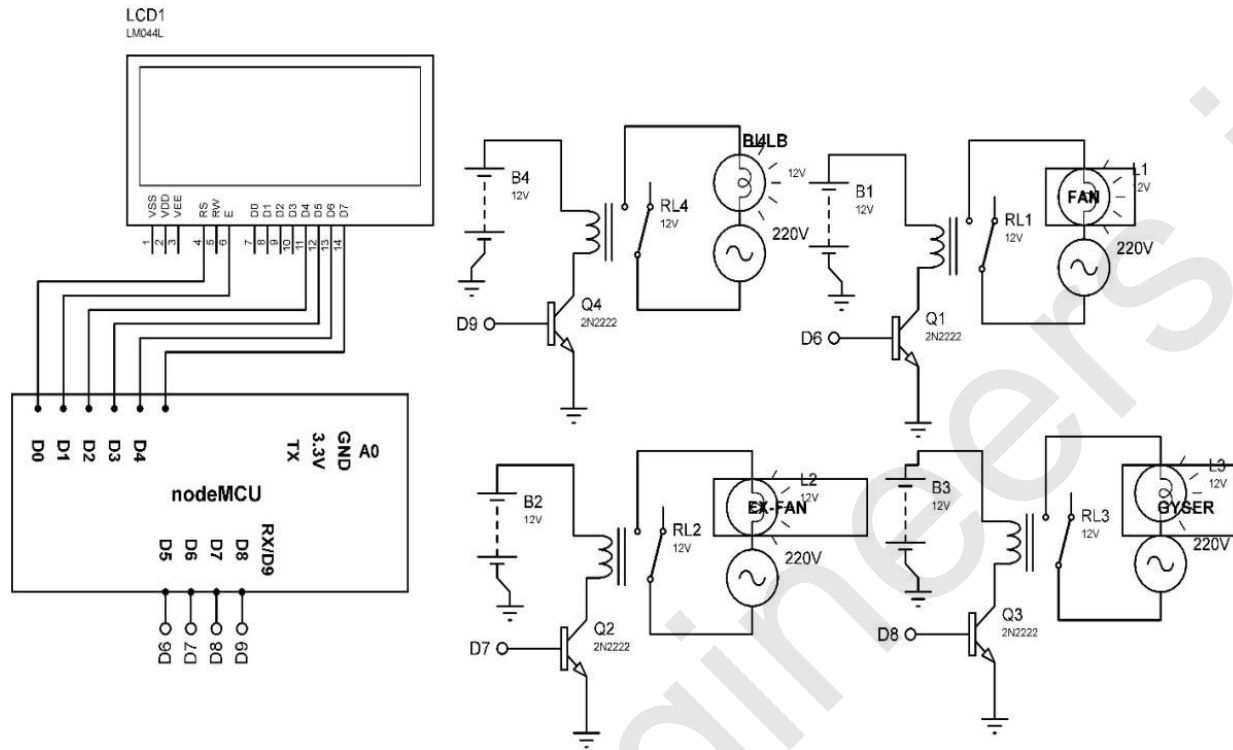 LCD1
LM044L
VSS
VDD
VEE
RS
RW
E
D0
D1
D2
D3
D4
D5
D6
D7
1
2
3
4
5
6
7
8
9
10
11
12
13
14
D0
D1
D2
D3
D4
TX
3.3V
GND
A0
nodeMCU
D5
D6
D7
D8
RX/D9
D6
D7
D8
D9
B4
12V
RL4
12V
12V
220V
Q4
2N2222
D9
B1
12V
RL1
12V
L1
12V
FAN
220V
Q1
2N2222
D6
B2
12V
RL2
12V
L2
12V
EX-FAN
220V
Q2
2N2222
D7
B3
12V
RL3
12V
L3
12V
GYSER
220V
Q3
2N2222
D8